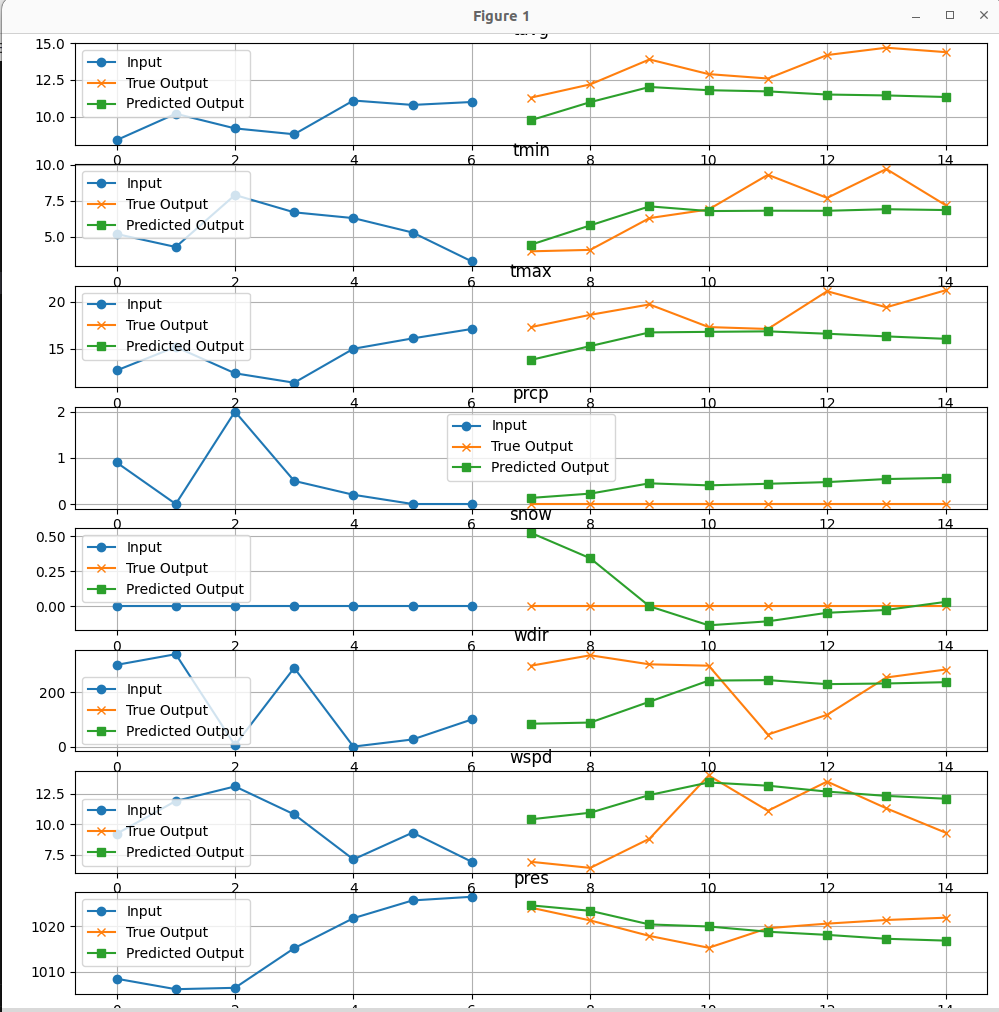 Figure 1
15.0
12.5
10.0
Input
True Output
Predicted Output
0 2 4 6 8 10 12 14
tmin
10.0
7.5
5.0
Input
True Output
Predicted Output
0 2 4 6 8 10 12 14
tmax
20
15
Input
True Output
Predicted Output
0 2 4 6 8 10 12 14
prcp
2
1
0
Input
True Output
Predicted Output
0 2 4 6 8 10 12 14
snow
0.50
0.25
0.00
Input
True Output
Predicted Output
0 2 4 6 8 10 12 14
wdir
200
0
Input
True Output
Predicted Output
0 2 4 6 8 10 12 14
wspd
12.5
10.0
7.5
Input
True Output
Predicted Output
0 2 4 6 8 10 12 14
pres
1020
1010
Input
True Output
Predicted Output